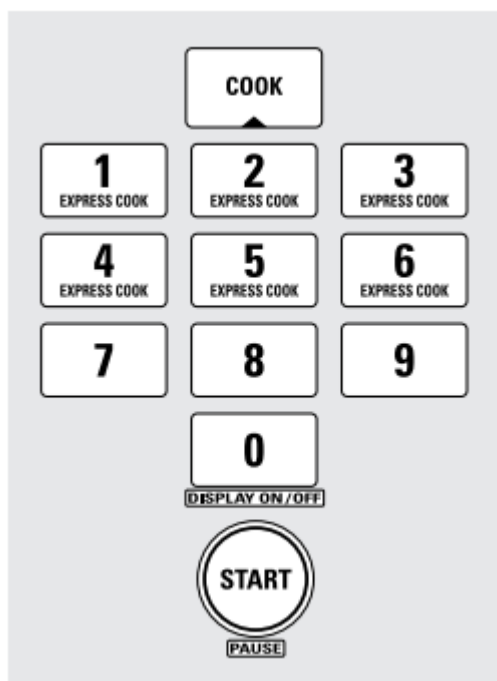 COOK
1 2 3
EXPRESS COOK EXPRESS COOK EXPRESS COOK
4 5 6
EXPRESS COOK EXPRESS COOK EXPRESS COOK
7 8 9
0
DISPLAY ON/OFF
START
PAUSE